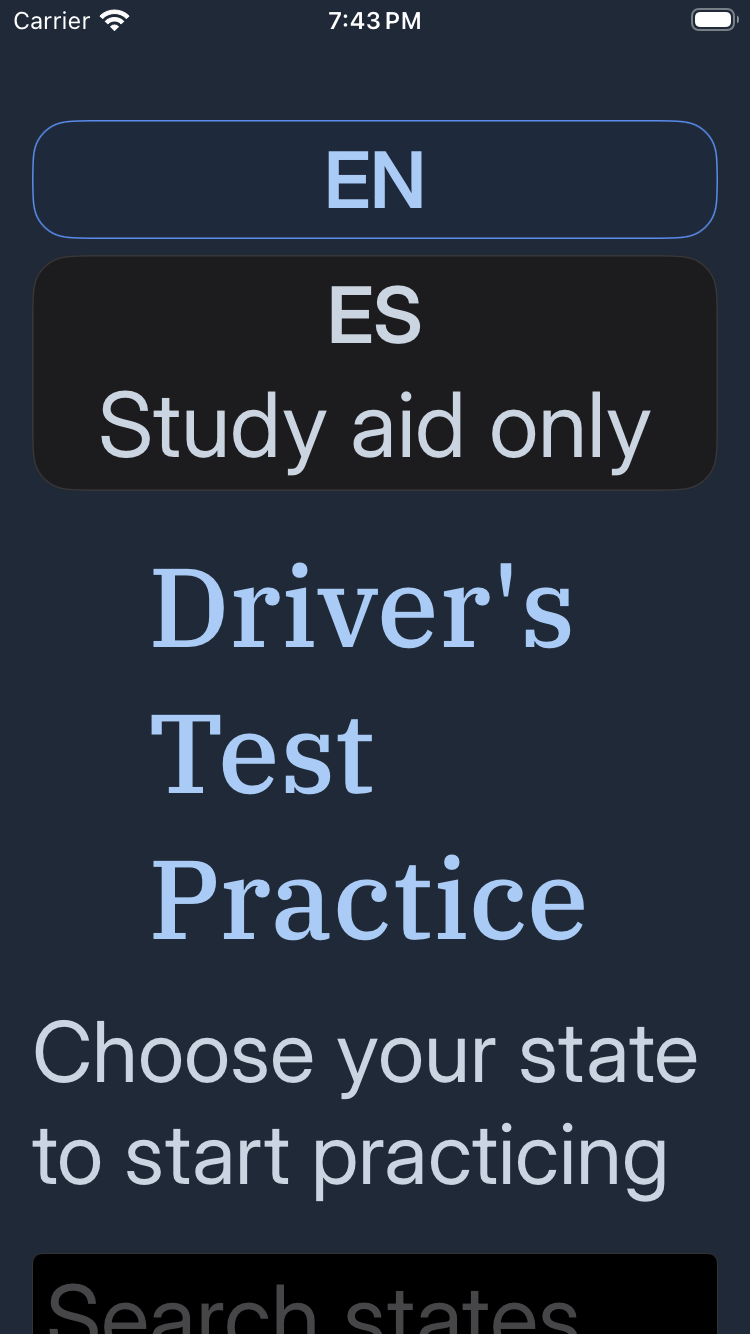 Carrier 7:43 PM
EN
ES
Study aid only
Driver's
Test
Practice
Choose your state
to start practicing
Search states